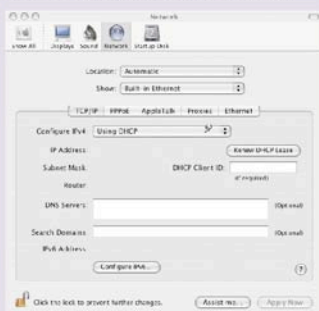 Network
Show All Displays Sound Network Startup Disk
Location: Automatic
Show: Built-in Ethernet
TCP/IP PPPoE AppleTalk Proxies Ethernet
Configure IPv4: Using DHCP
IP Address: Renew DHCP Lease
Subnet Mask: DHCP Client ID:
(If required)
Router:
DNS Servers: (Optional)
Search Domains: (Optional)
IPv6 Address:
Configure IPv6... ?
Click the lock to prevent further changes. Assist me... Apply Now